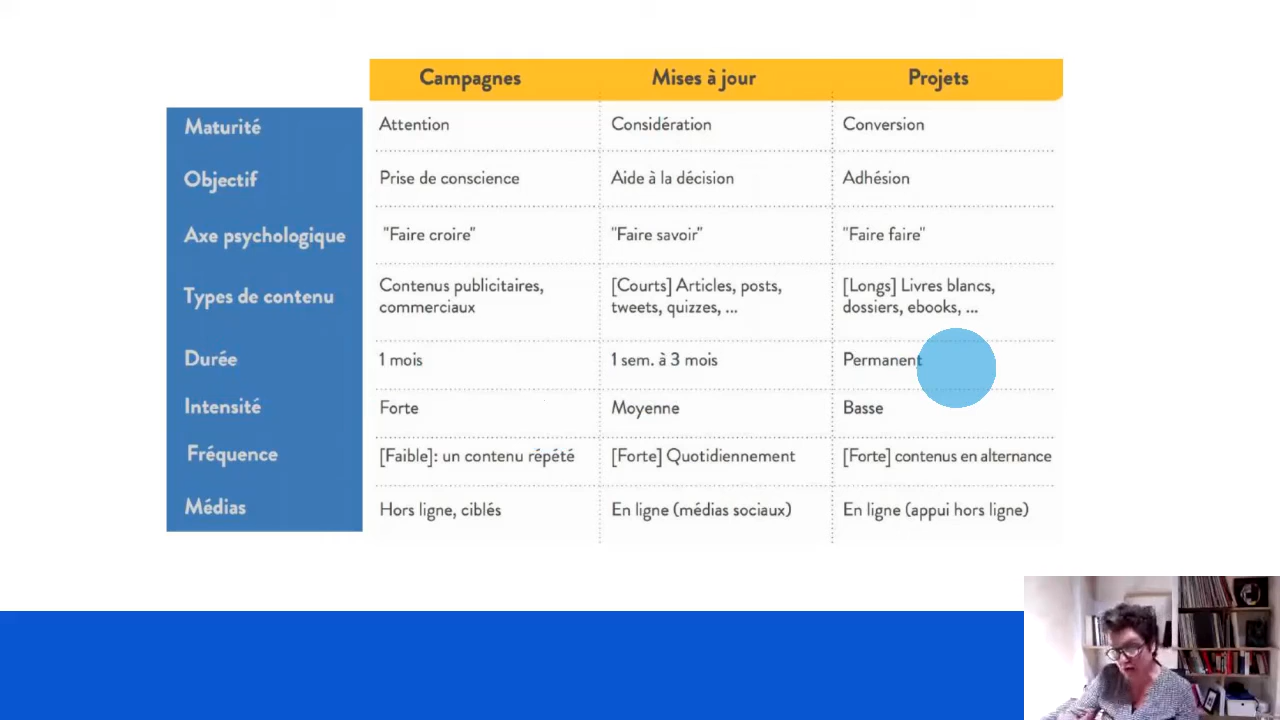 Campagnes Mises à jour Projets
Maturité Attention Considération Conversion
Objectif Prise de conscience Aide à la décision Adhésion
Axe psychologique "Faire croire" "Faire savoir" "Faire faire"
Types de contenu Contenus publicitaires, commerciaux [Courts] Articles, posts, tweets, quizzes, ... [Longs] Livres blancs, dossiers, ebooks, ...
Durée 1 mois 1 sem. à 3 mois Permanent
Intensité Forte Moyenne Basse
Fréquence [Faible]: un contenu répété [Forte] Quotidiennement [Forte] contenus en alternance
Médias Hors ligne, ciblés En ligne (médias sociaux) En ligne (appui hors ligne)